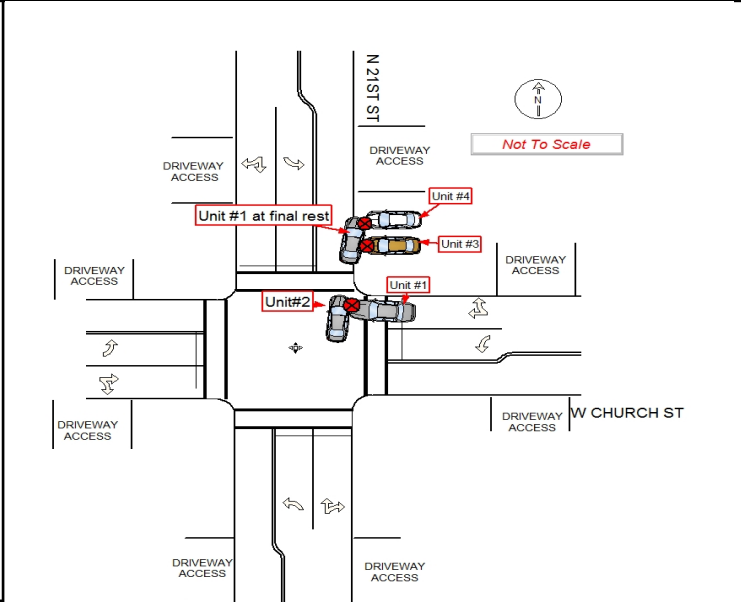 N 21ST ST
N
Not To Scale
DRIVEWAY
ACCESS
DRIVEWAY
ACCESS
Unit #4
Unit #1 at final rest
Unit #3
DRIVEWAY
ACCESS
DRIVEWAY
ACCESS
Unit #1
Unit#2
DRIVEWAY
ACCESS
DRIVEWAY
ACCESS
W CHURCH ST
DRIVEWAY
ACCESS
DRIVEWAY
ACCESS